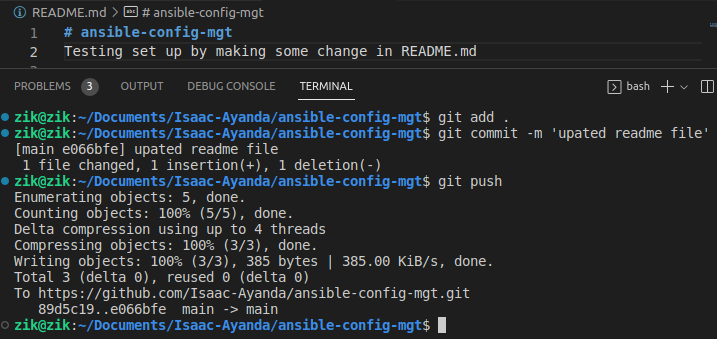 README.md > # ansible-config-mgt
1 # ansible-config-mgt
2 Testing set up by making some change in README.md
PROBLEMS 3 OUTPUT DEBUG CONSOLE TERMINAL bash
zik@zik:~/Documents/Isaac-Ayanda/ansible-config-mgt$ git add .
zik@zik:~/Documents/Isaac-Ayanda/ansible-config-mgt$ git commit -m 'upated readme file'
[main e066bfe] upated readme file
 1 file changed, 1 insertion(+), 1 deletion(-)
zik@zik:~/Documents/Isaac-Ayanda/ansible-config-mgt$ git push
Enumerating objects: 5, done.
Counting objects: 100% (5/5), done.
Delta compression using up to 4 threads
Compressing objects: 100% (3/3), done.
Writing objects: 100% (3/3), 385 bytes | 385.00 KiB/s, done.
Total 3 (delta 0), reused 0 (delta 0)
To https://github.com/Isaac-Ayanda/ansible-config-mgt.git
   89d5c19..e066bfe  main -> main
zik@zik:~/Documents/Isaac-Ayanda/ansible-config-mgt$